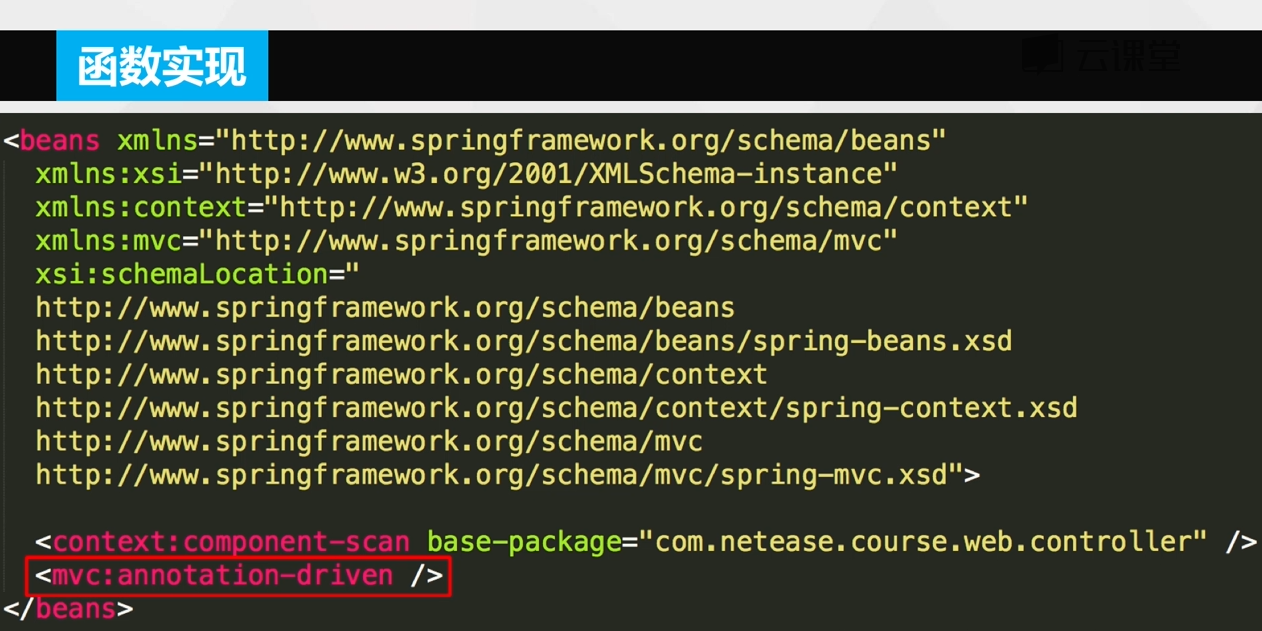 函数实现
云课堂
<beans xmlns="http://www.springframework.org/schema/beans"
xmlns:xsi="http://www.w3.org/2001/XMLSchema-instance"
xmlns:context="http://www.springframework.org/schema/context"
xmlns:mvc="http://www.springframework.org/schema/mvc"
xsi:schemaLocation="
http://www.springframework.org/schema/beans
http://www.springframework.org/schema/beans/spring-beans.xsd
http://www.springframework.org/schema/context
http://www.springframework.org/schema/context/spring-context.xsd
http://www.springframework.org/schema/mvc
http://www.springframework.org/schema/mvc/spring-mvc.xsd">
<context:component-scan base-package="com.netease.course.web.controller" />
<mvc:annotation-driven />
</beans>